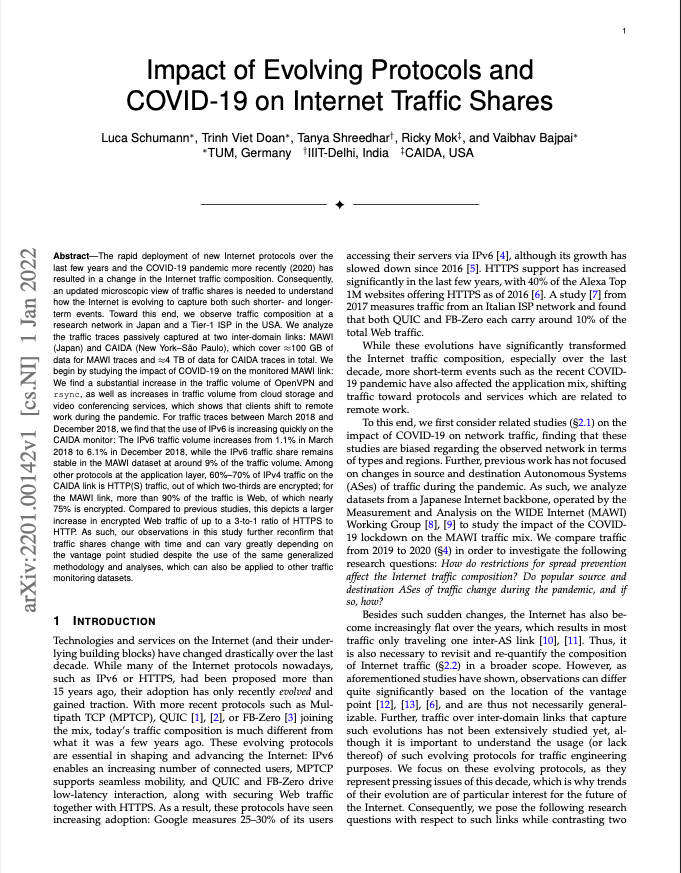 1
Impact of Evolving Protocols and
COVID-19 on Internet Traffic Shares
Luca Schumann∗, Trinh Viet Doan∗, Tanya Shreedhar†, Ricky Mok‡, and Vaibhav Bajpai∗
∗TUM, Germany †IIIT-Delhi, India ‡CAIDA, USA
arXiv:2201.00142v1 [cs.NI] 1 Jan 2022
Abstract—The rapid deployment of new Internet protocols over the
last few years and the COVID-19 pandemic more recently (2020) has
resulted in a change in the Internet traffic composition. Consequently,
an updated microscopic view of traffic shares is needed to understand
how the Internet is evolving to capture both such shorter- and longer-
term events. Toward this end, we observe traffic composition at a
research network in Japan and a Tier-1 ISP in the USA. We analyze
the traffic traces passively captured at two inter-domain links: MAWI
(Japan) and CAIDA (New York–São Paulo), which cover ≈100 GB of
data for MAWI traces and ≈4 TB of data for CAIDA traces in total. We
begin by studying the impact of COVID-19 on the monitored MAWI link:
We find a substantial increase in the traffic volume of OpenVPN and
rsync, as well as increases in traffic volume from cloud storage and
video conferencing services, which shows that clients shift to remote
work during the pandemic. For traffic traces between March 2018 and
December 2018, we find that the use of IPv6 is increasing quickly on the
CAIDA monitor: The IPv6 traffic volume increases from 1.1% in March
2018 to 6.1% in December 2018, while the IPv6 traffic share remains
stable in the MAWI dataset at around 9% of the traffic volume. Among
other protocols at the application layer, 60%–70% of IPv4 traffic on the
CAIDA link is HTTP(S) traffic, out of which two-thirds are encrypted; for
the MAWI link, more than 90% of the traffic is Web, of which nearly
75% is encrypted. Compared to previous studies, this depicts a larger
increase in encrypted Web traffic of up to a 3-to-1 ratio of HTTPS to
HTTP. As such, our observations in this study further reconfirm that
traffic shares change with time and can vary greatly depending on
the vantage point studied despite the use of the same generalized
methodology and analyses, which can also be applied to other traffic
monitoring datasets.
1 INTRODUCTION
Technologies and services on the Internet (and their under-
lying building blocks) have changed drastically over the last
decade. While many of the Internet protocols nowadays,
such as IPv6 or HTTPS, had been proposed more than
15 years ago, their adoption has only recently evolved and
gained traction. With more recent protocols such as Mul-
tipath TCP (MPTCP), QUIC [1], [2], or FB-Zero [3] joining
the mix, today's traffic composition is much different from
what it was a few years ago. These evolving protocols
are essential in shaping and advancing the Internet: IPv6
enables an increasing number of connected users, MPTCP
supports seamless mobility, and QUIC and FB-Zero drive
low-latency interaction, along with securing Web traffic
together with HTTPS. As a result, these protocols have seen
increasing adoption: Google measures 25–30% of its users
accessing their servers via IPv6 [4], although its growth has
slowed down since 2016 [5]. HTTPS support has increased
significantly in the last few years, with 40% of the Alexa Top
1M websites offering HTTPS as of 2016 [6]. A study [7] from
2017 measures traffic from an Italian ISP network and found
that both QUIC and FB-Zero each carry around 10% of the
total Web traffic.
While these evolutions have significantly transformed
the Internet traffic composition, especially over the last
decade, more short-term events such as the recent COVID-
19 pandemic have also affected the application mix, shifting
traffic toward protocols and services which are related to
remote work.
To this end, we first consider related studies (§2.1) on the
impact of COVID-19 on network traffic, finding that these
studies are biased regarding the observed network in terms
of types and regions. Further, previous work has not focused
on changes in source and destination Autonomous Systems
(ASes) of traffic during the pandemic. As such, we analyze
datasets from a Japanese Internet backbone, operated by the
Measurement and Analysis on the WIDE Internet (MAWI)
Working Group [8], [9] to study the impact of the COVID-
19 lockdown on the MAWI traffic mix. We compare traffic
from 2019 to 2020 (§4) in order to investigate the following
research questions: How do restrictions for spread prevention
affect the Internet traffic composition? Do popular source and
destination ASes of traffic change during the pandemic, and if
so, how?
Besides such sudden changes, the Internet has also be-
come increasingly flat over the years, which results in most
traffic only traveling one inter-AS link [10], [11]. Thus, it
is also necessary to revisit and re-quantify the composition
of Internet traffic (§2.2) in a broader scope. However, as
aforementioned studies have shown, observations can differ
quite significantly based on the location of the vantage
point [12], [13], [6], and are thus not necessarily general-
izable. Further, traffic over inter-domain links that capture
such evolutions has not been extensively studied yet, al-
though it is important to understand the usage (or lack
thereof) of such evolving protocols for traffic engineering
purposes. We focus on these evolving protocols, as they
represent pressing issues of this decade, which is why trends
of their evolution are of particular interest for the future of
the Internet. Consequently, we pose the following research
questions with respect to such links while contrasting two